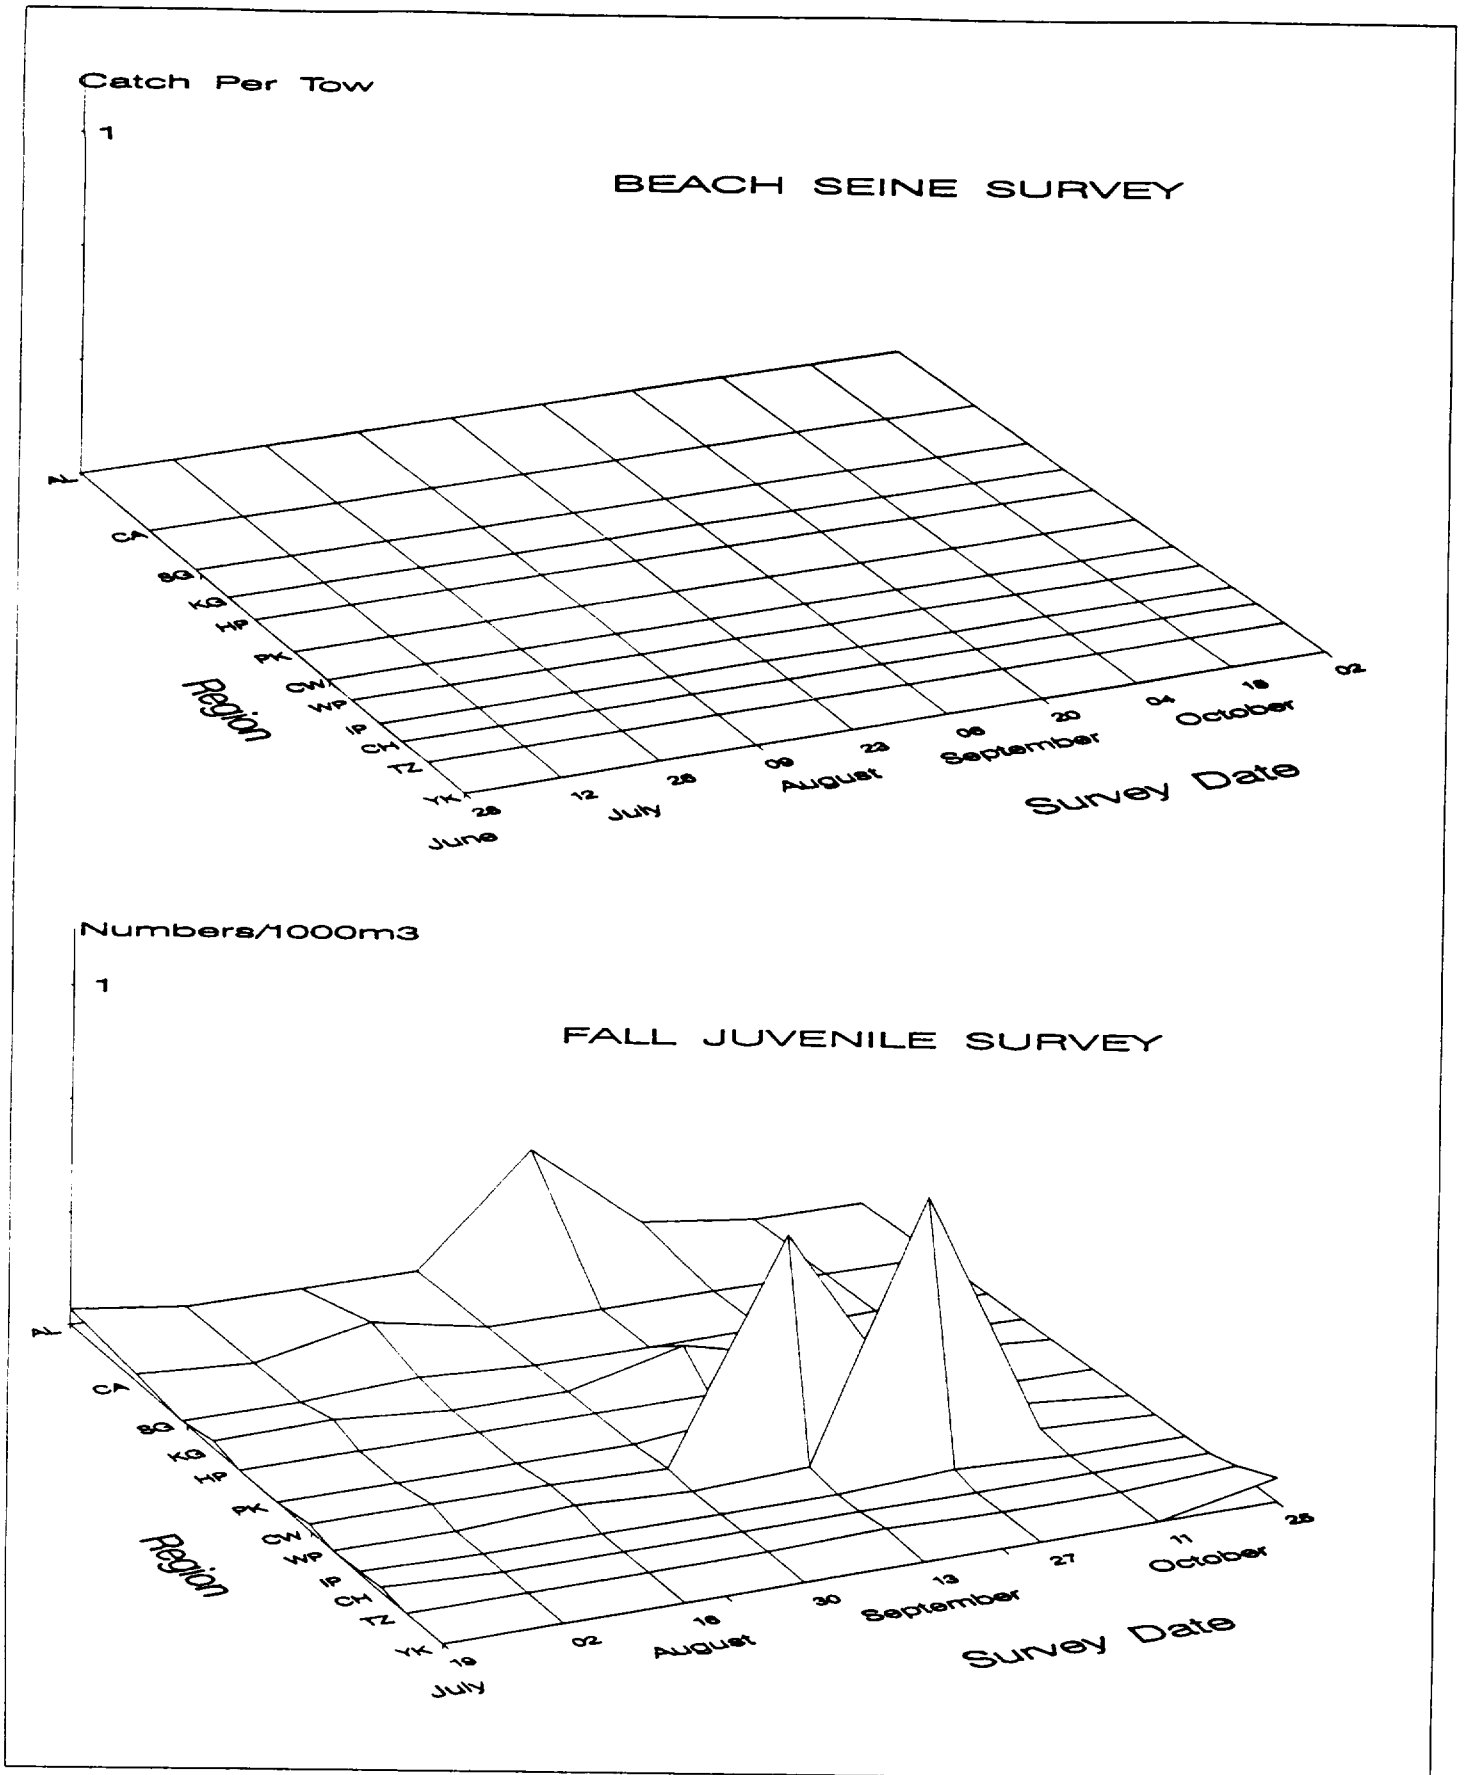 Catch Per Tow
1
BEACH SEINE SURVEY
AL
CA
SG
KG
HP
PK
CW
WP
IP
CH
TZ
YK
Region
28
12
26
09
23
06
20
04
18
02
June
July
August
September
October
Survey Date
Numbers/1000m3
1
FALL JUVENILE SURVEY
AL
CA
SG
KG
HP
PK
CW
WP
IP
CH
TZ
YK
Region
19
02
16
30
13
27
11
25
July
August
September
October
Survey Date